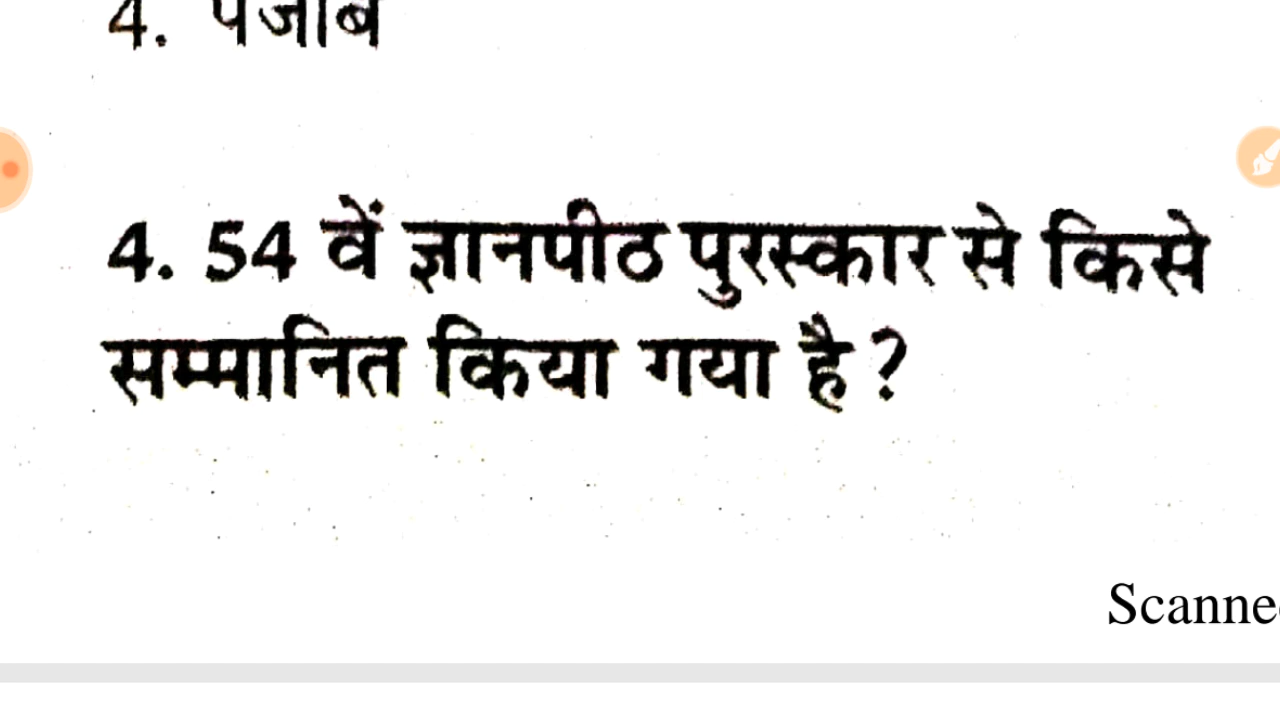 4. पंजाब
4. 54 वें ज्ञानपीठ पुरस्कार से किसे
सम्मानित किया गया है?
Scanne